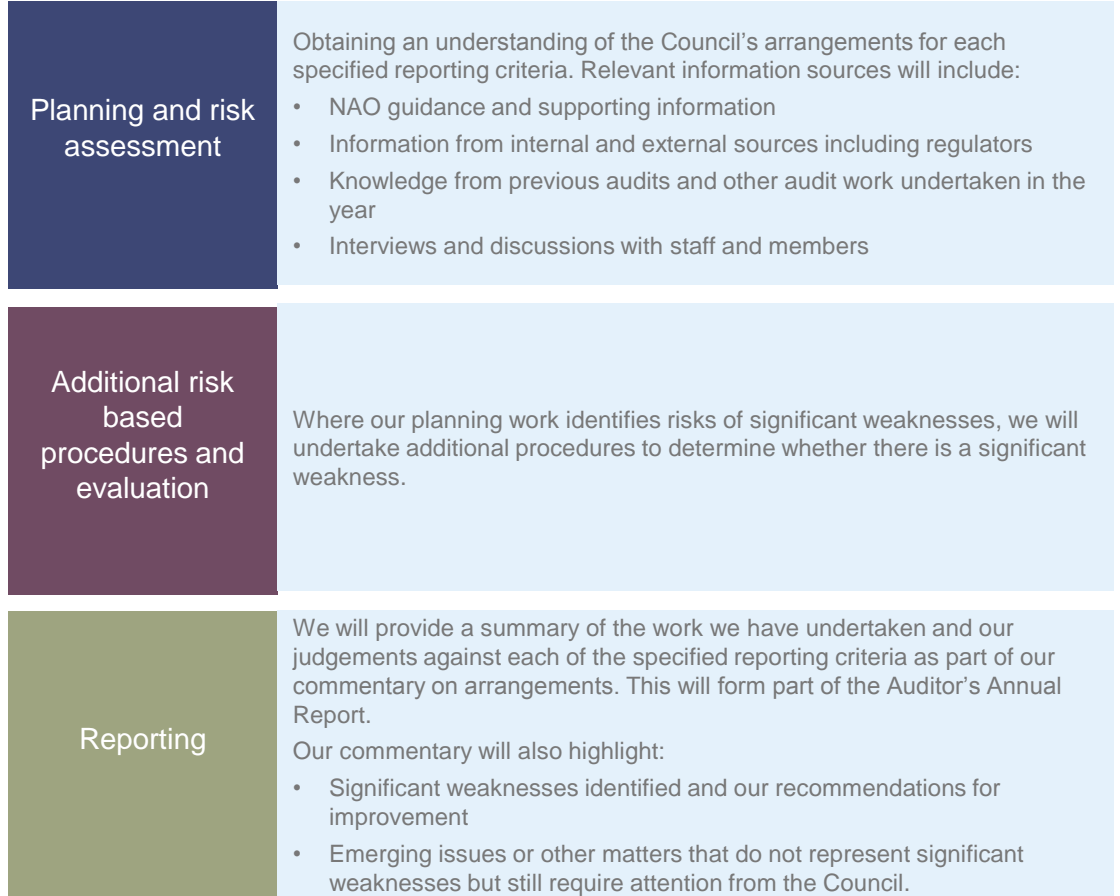 Planning and risk
assessment
Obtaining an understanding of the Council’s arrangements for each
specified reporting criteria. Relevant information sources will include:
• NAO guidance and supporting information
• Information from internal and external sources including regulators
• Knowledge from previous audits and other audit work undertaken in the
year
• Interviews and discussions with staff and members
Additional risk
based
procedures and
evaluation
Where our planning work identifies risks of significant weaknesses, we will
undertake additional procedures to determine whether there is a significant
weakness.
Reporting
We will provide a summary of the work we have undertaken and our
judgements against each of the specified reporting criteria as part of our
commentary on arrangements. This will form part of the Auditor’s Annual
Report.
Our commentary will also highlight:
• Significant weaknesses identified and our recommendations for
improvement
• Emerging issues or other matters that do not represent significant
weaknesses but still require attention from the Council.